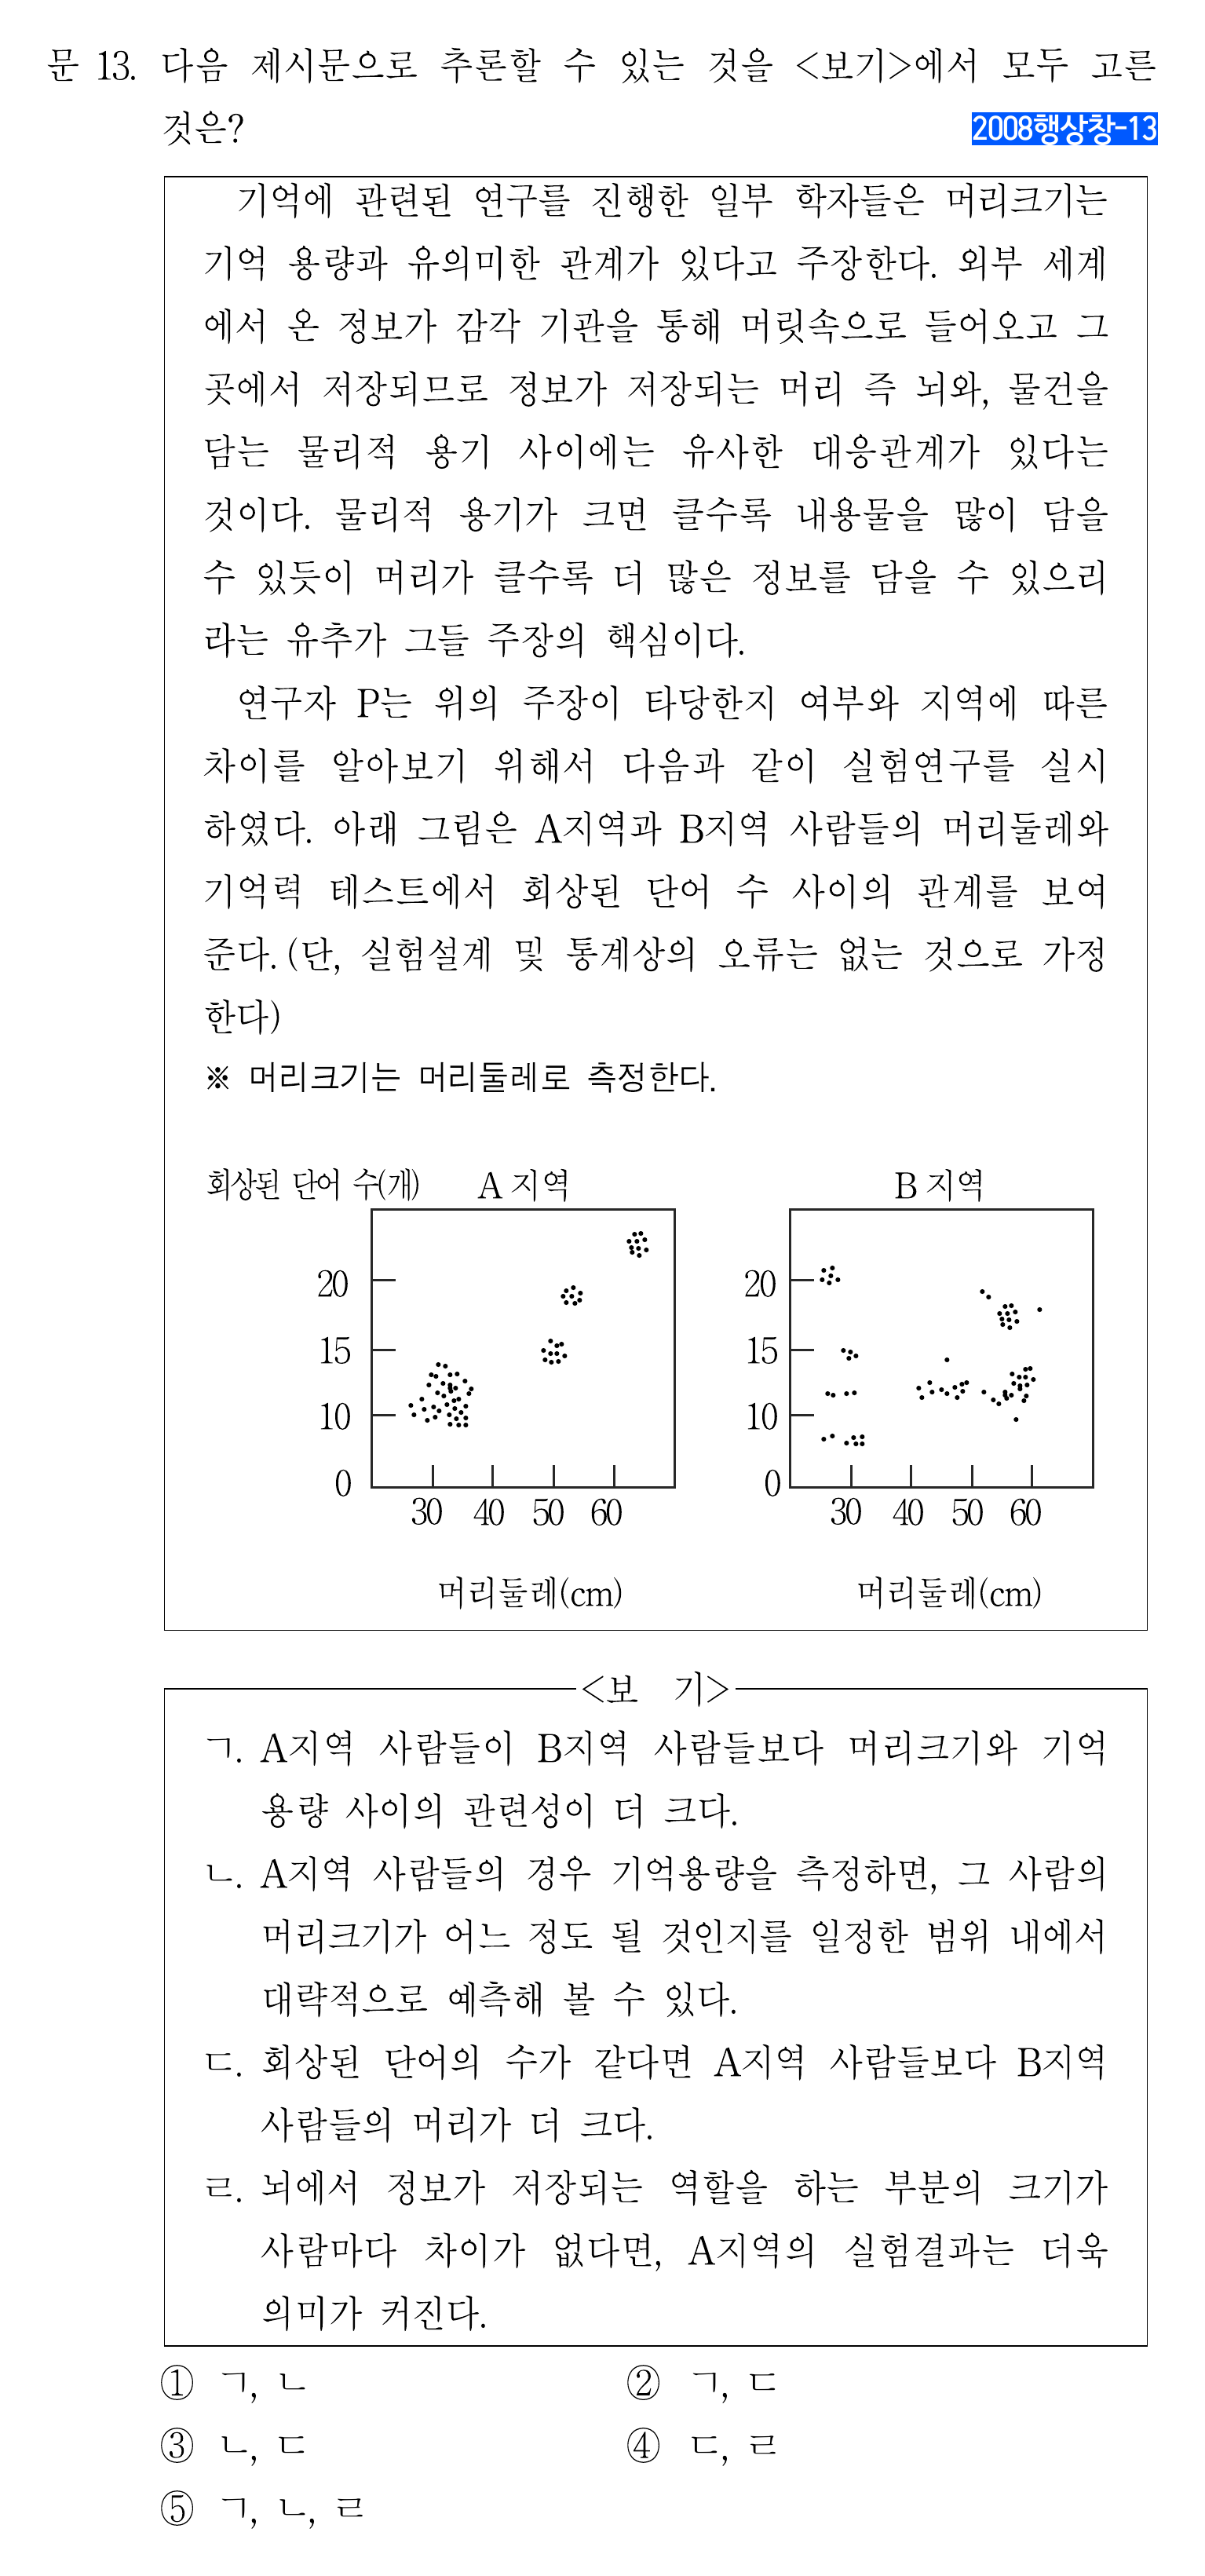 문 13. 다음 제시문으로 추론할 수 있는 것을 <보기>에서 모두 고른
것은?
2008행상창-13
기억에 관련된 연구를 진행한 일부 학자들은 머리크기는
기억 용량과 유의미한 관계가 있다고 주장한다. 외부 세계
에서 온 정보가 감각 기관을 통해 머릿속으로 들어오고 그
곳에서 저장되므로 정보가 저장되는 머리 즉 뇌와, 물건을
담는 물리적 용기 사이에는 유사한 대응관계가 있다는
것이다. 물리적 용기가 크면 클수록 내용물을 많이 담을
수 있듯이 머리가 클수록 더 많은 정보를 담을 수 있으리
라는 유추가 그들 주장의 핵심이다.
연구자 P는 위의 주장이 타당한지 여부와 지역에 따른
차이를 알아보기 위해서 다음과 같이 실험연구를 실시
하였다. 아래 그림은 A지역과 B지역 사람들의 머리둘레와
기억력 테스트에서 회상된 단어 수 사이의 관계를 보여
준다. (단, 실험설계 및 통계상의 오류는 없는 것으로 가정
한다)
※ 머리크기는 머리둘레로 측정한다.
회상된 단어 수(개) A 지역
20
15
10
0
30 40 50 60
머리둘레(cm)
B 지역
20
15
10
0
30 40 50 60
머리둘레(cm)
<보 기>
ㄱ. A지역 사람들이 B지역 사람들보다 머리크기와 기억
용량 사이의 관련성이 더 크다.
ㄴ. A지역 사람들의 경우 기억용량을 측정하면, 그 사람의
머리크기가 어느 정도 될 것인지를 일정한 범위 내에서
대략적으로 예측해 볼 수 있다.
ㄷ. 회상된 단어의 수가 같다면 A지역 사람들보다 B지역
사람들의 머리가 더 크다.
ㄹ. 뇌에서 정보가 저장되는 역할을 하는 부분의 크기가
사람마다 차이가 없다면, A지역의 실험결과는 더욱
의미가 커진다.
① ㄱ, ㄴ
② ㄱ, ㄷ
③ ㄴ, ㄷ
④ ㄷ, ㄹ
⑤ ㄱ, ㄴ, ㄹ